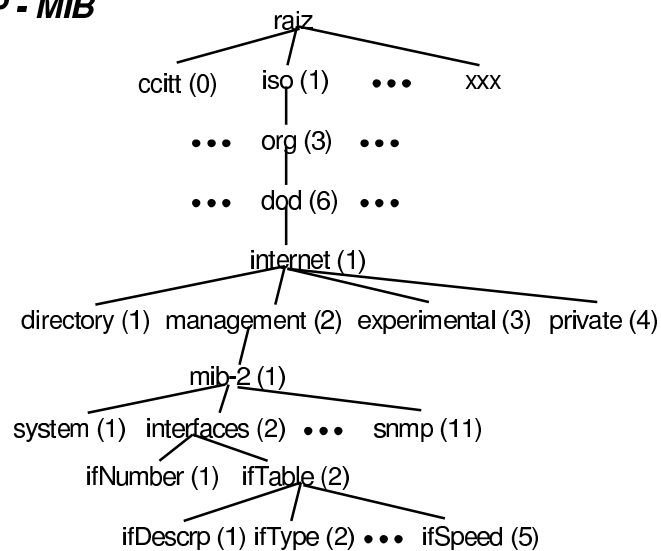 P - MIB
raiz
ccitt (0) iso (1) ••• xxx
••• org (3) •••
••• dod (6) •••
internet (1)
directory (1) management (2) experimental (3) private (4)
mib-2 (1)
system (1) interfaces (2) ••• snmp (11)
ifNumber (1) ifTable (2)
ifDescrp (1) ifType (2) ••• ifSpeed (5)